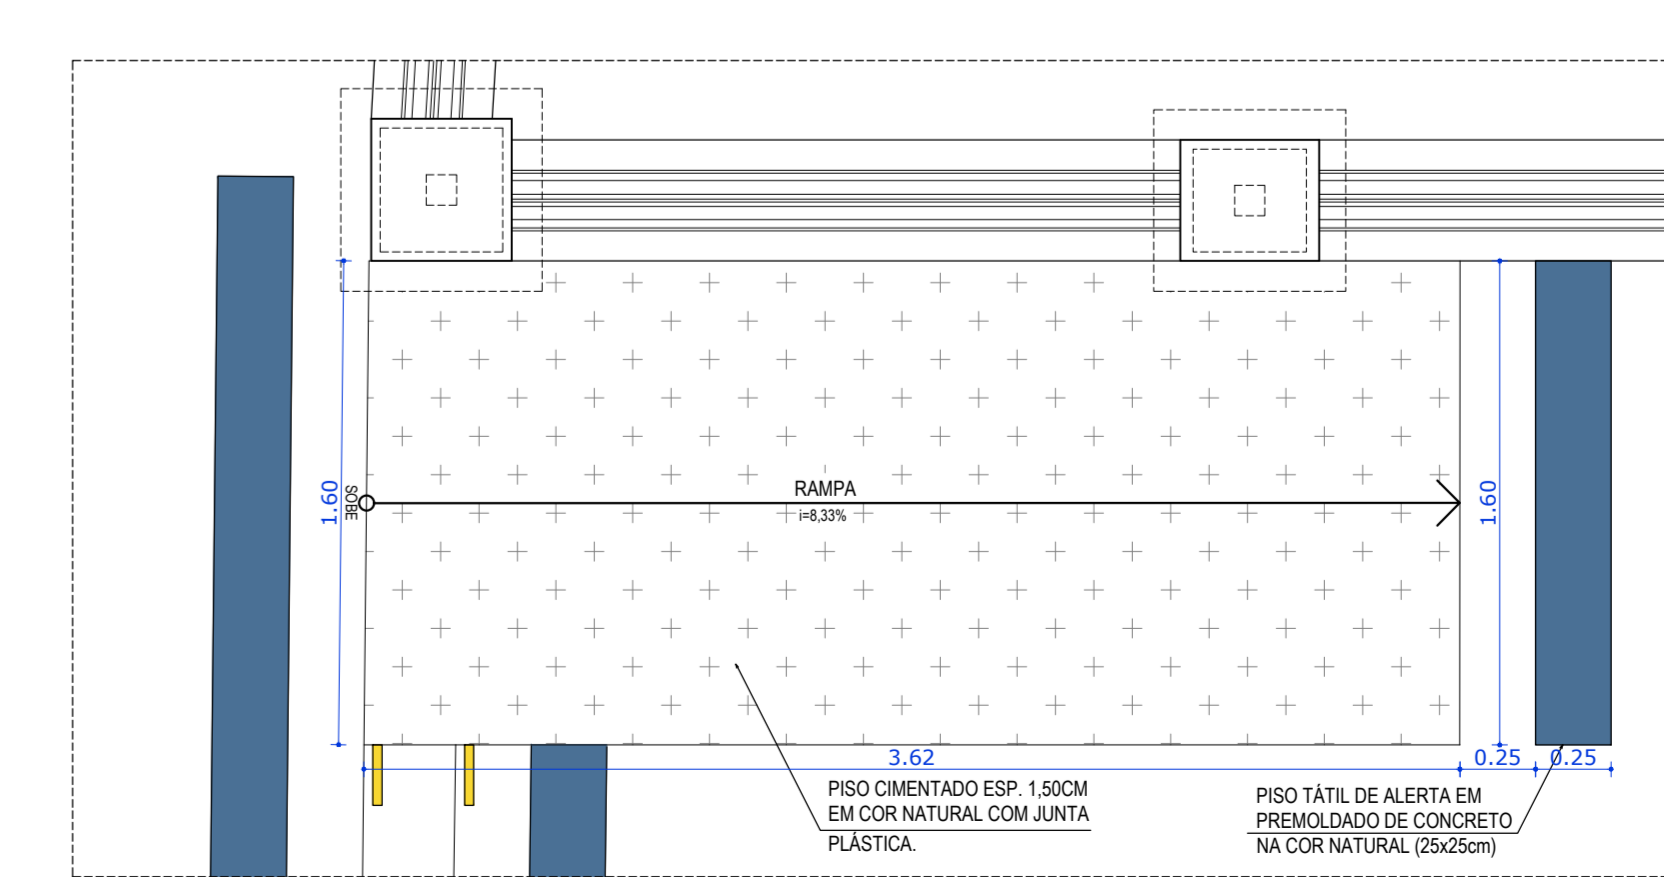 1.60
SOBE
RAMPA
i=8,33%
1.60
3.62
0.25
0.25
PISO CIMENTADO ESP. 1,50CM
EM COR NATURAL COM JUNTA
PLÁSTICA.
PISO TÁTIL DE ALERTA EM
PREMOLDADO DE CONCRETO
NA COR NATURAL (25x25cm)